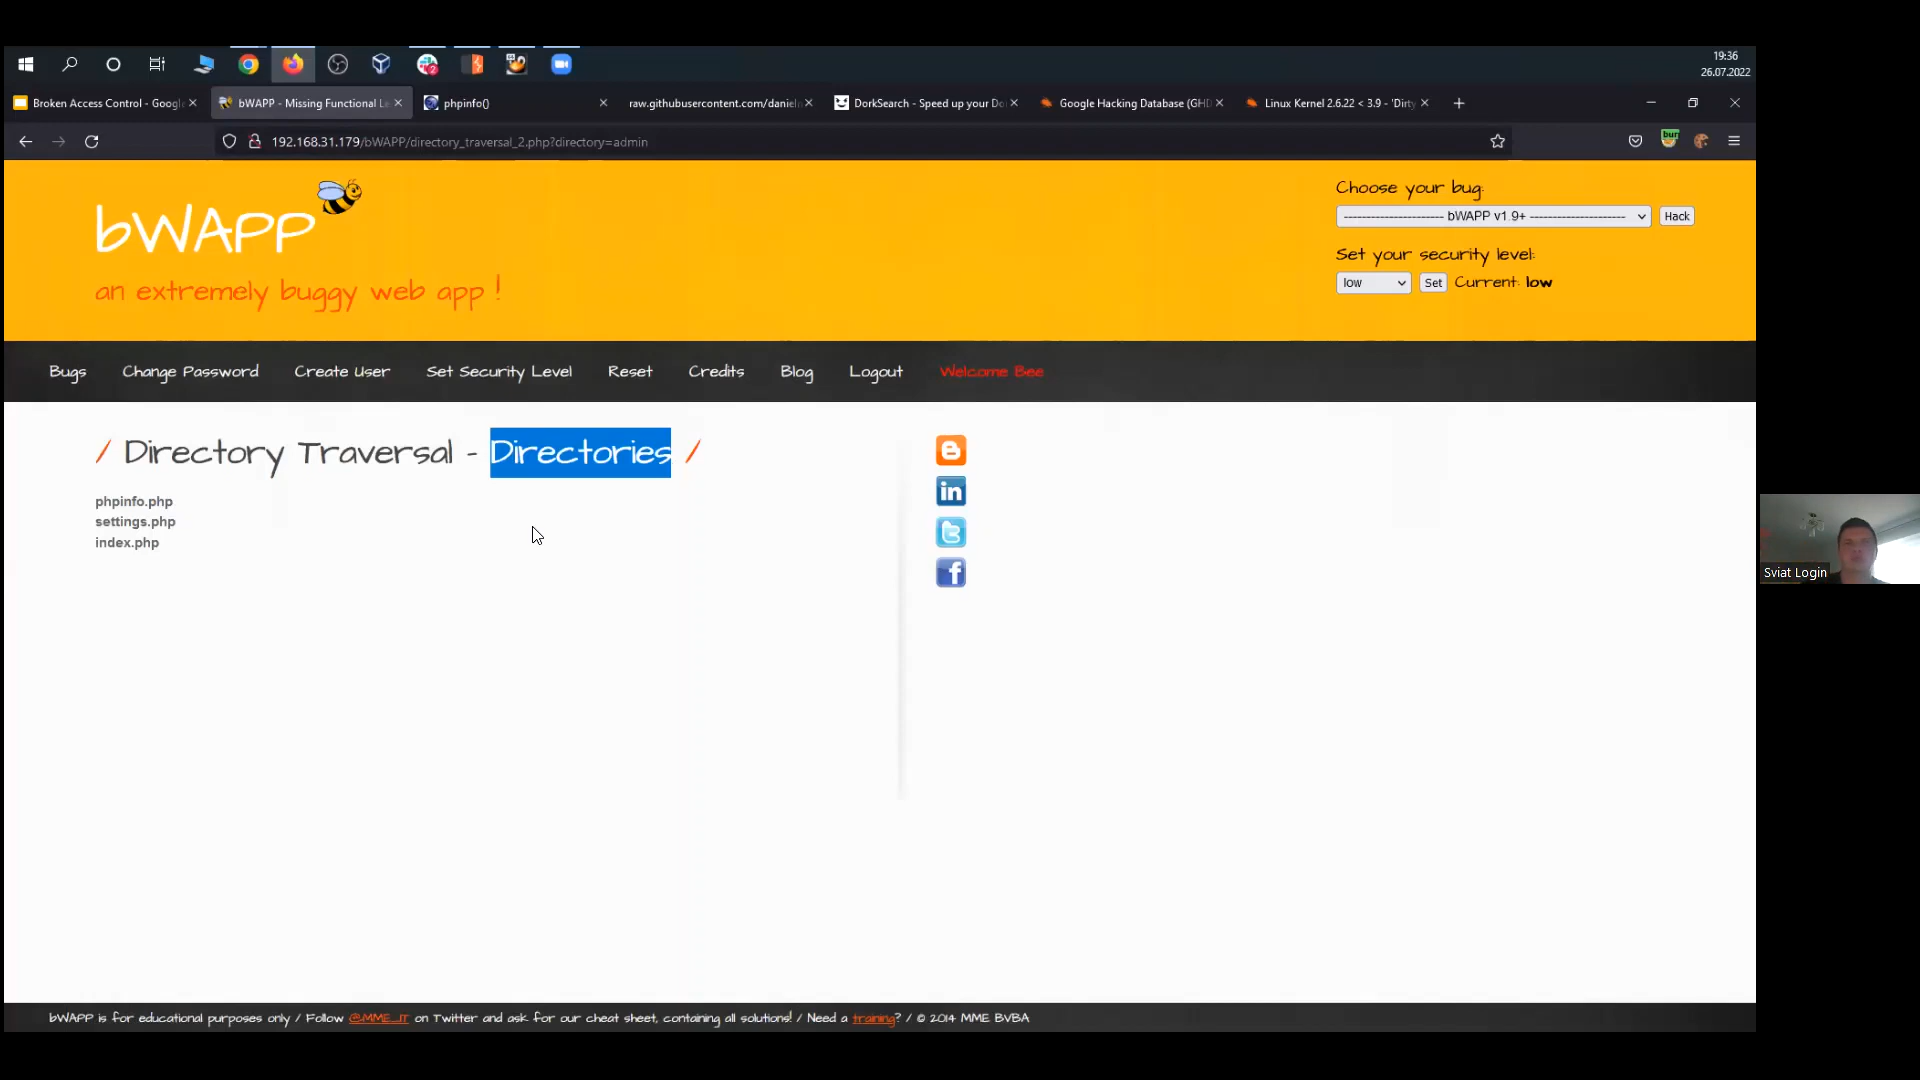 19:36
26.07.2022
Broken Access Control - Googl
bWAPP - Missing Functional Le
phpinfo()
raw.githubusercontent.com/danieln
DorkSearch - Speed up your Do
Google Hacking Database (GHD
Linux Kernel 2.6.22 < 3.9 - 'Dirty
192.168.31.179/bWAPP/directory_traversal_2.php?directory=admin
bWAPP
an extremely buggy web app !
Choose your bug:
---------------------- bWAPP v1.9+ ---------------------
Hack
Set your security level:
low
Set
Current: low
Bugs
Change Password
Create User
Set Security Level
Reset
Credits
Blog
Logout
Welcome Bee
/ Directory Traversal - Directories /
phpinfo.php
settings.php
index.php
Sviat Login
bWAPP is for educational purposes only / Follow @MME_IT on Twitter and ask for our cheat sheet, containing all solutions! / Need a training? / © 2014 MME BVBA